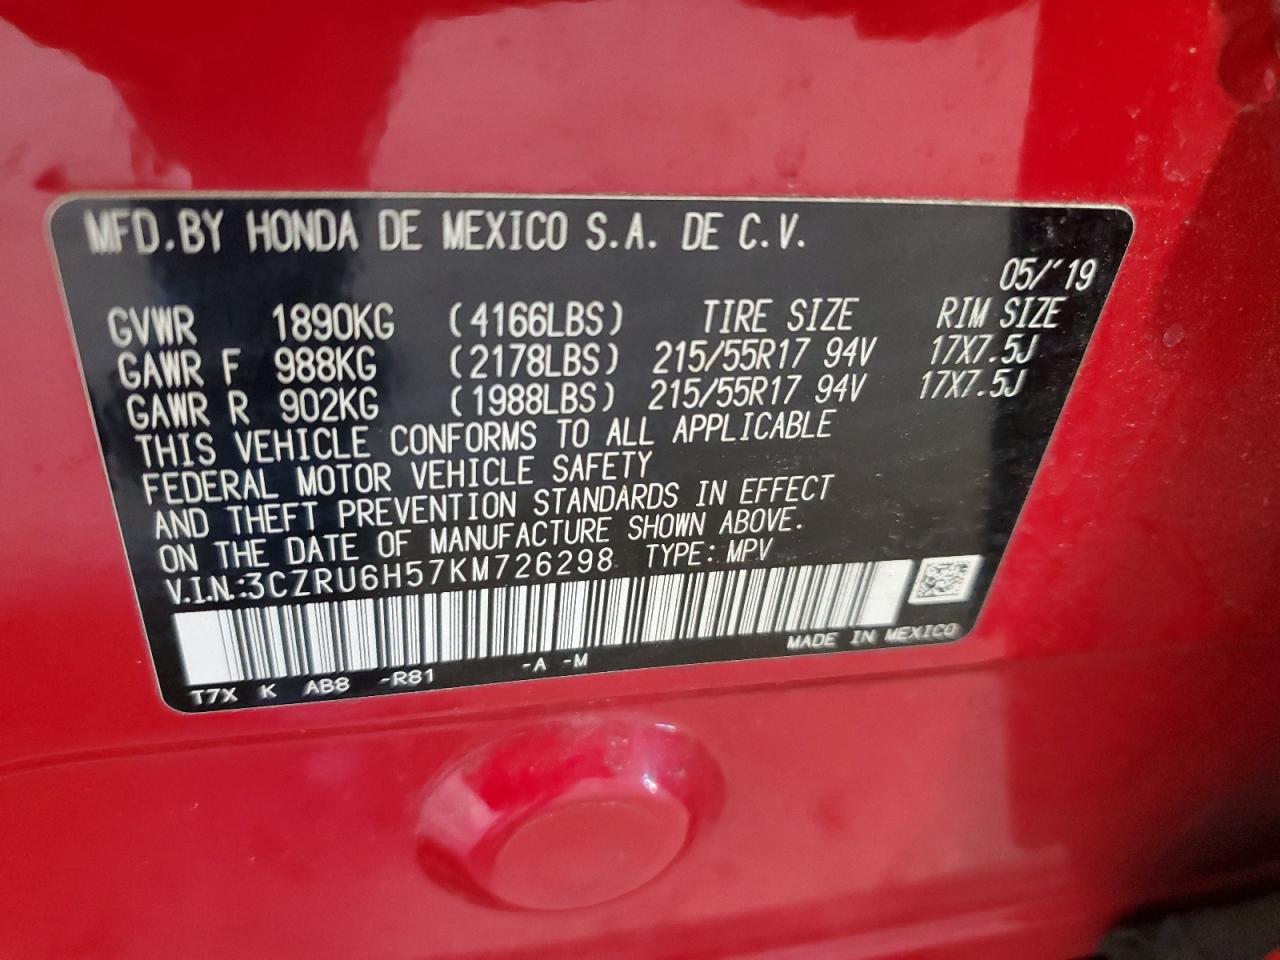 MFD.BY HONDA DE MEXICO S.A. DE C.V.
05/'19
GVWR 1890KG (4166LBS) TIRE SIZE RIM SIZE
GAWR F 988KG (2178LBS) 215/55R17 94V 17X7.5J
GAWR R 902KG (1988LBS) 215/55R17 94V 17X7.5J
THIS VEHICLE CONFORMS TO ALL APPLICABLE
FEDERAL MOTOR VEHICLE SAFETY
AND THEFT PREVENTION STANDARDS IN EFFECT
ON THE DATE OF MANUFACTURE SHOWN ABOVE.
V.I.N.:3CZRU6H57KM726298 TYPE: MPV
MADE IN MEXICO
T7X K AB8 -R81 -A -M